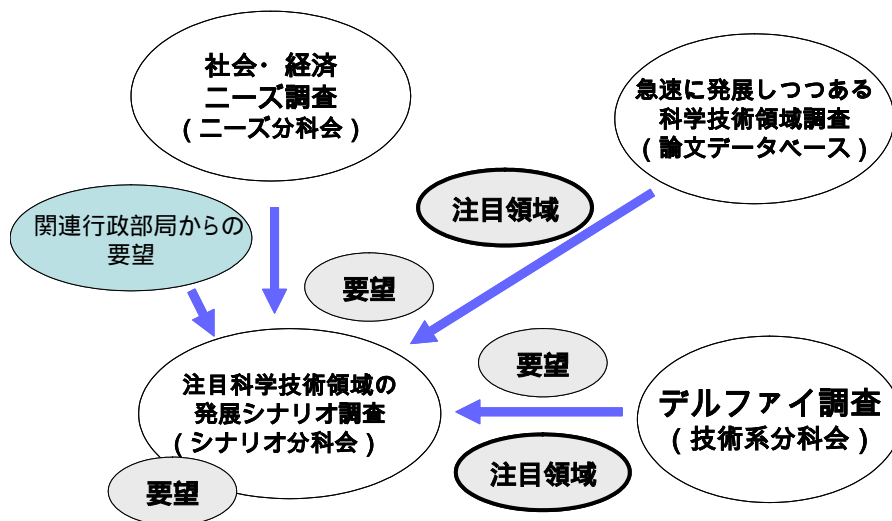 社会・経済
ニーズ調査
(ニーズ分科会)
急速に発展しつつある
科学技術領域調査
(論文データベース)
注目領域
関連行政部局からの
要望
要望
注目科学技術領域の
発展シナリオ調査
(シナリオ分科会)
要望
要望
デルファイ調査
(技術系分科会)
注目領域